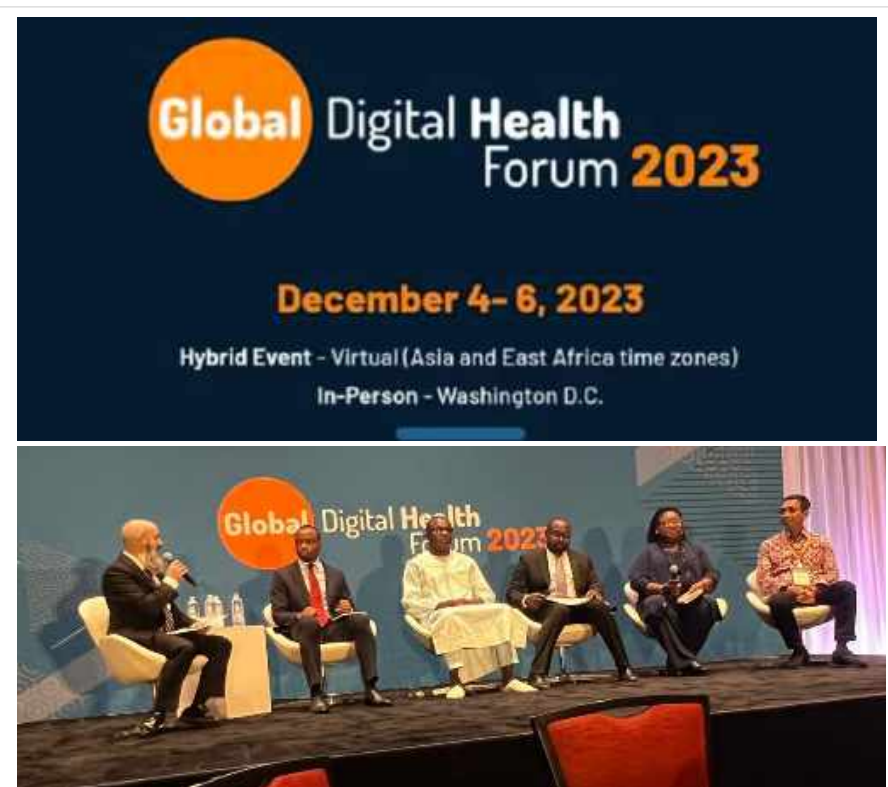 Global Digital Health
Forum 2023
December 4- 6, 2023
Hybrid Event - Virtual (Asia and East Africa time zones)
In-Person - Washington D.C.
Global Digital Health
Forum 2023